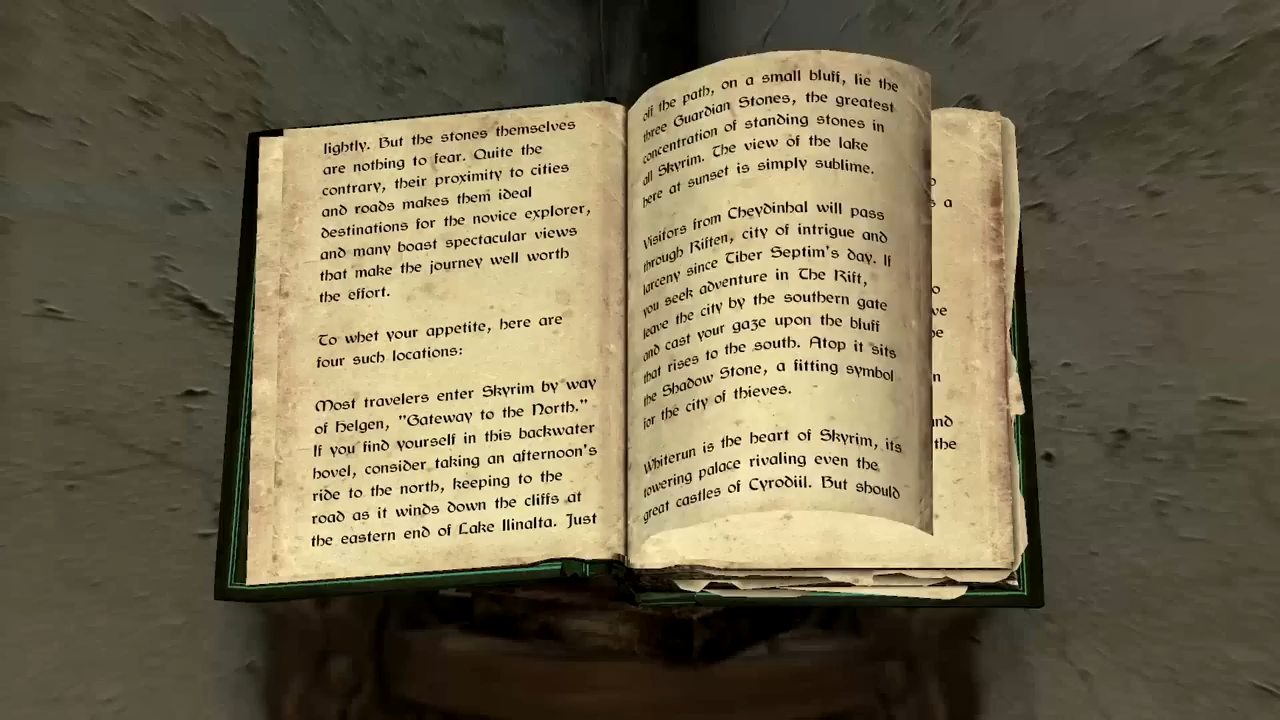 lightly. But the stones themselves
are nothing to fear. Quite the
contrary, their proximity to cities
and roads makes them ideal
destinations for the novice explorer,
and many boast spectacular views
that make the journey well worth
the effort.
To whet your appetite, here are
four such locations:
Most travelers enter Skyrim by way
of Helgen, "Gateway to the North."
If you find yourself in this backwater
hovel, consider taking an afternoon's
ride to the north, keeping to the
road as it winds down the cliffs at
the eastern end of Lake Ilinalta. Just
off the path, on a small bluff, lie the
three Guardian Stones, the greatest
concentration of standing stones in
all Skyrim. The view of the lake
here at sunset is simply sublime.
Visitors from Cheydinhal will pass
through Riften, city of intrigue and
larceny since Tiber Septim's day. If
you seek adventure in The Rift,
leave the city by the southern gate
and cast your gaze upon the bluff
that rises to the south. Atop it sits
the Shadow Stone, a fitting symbol
for the city of thieves.
Whiterun is the heart of Skyrim, its
towering palace rivaling even the
great castles of Cyrodiil. But should
a
the